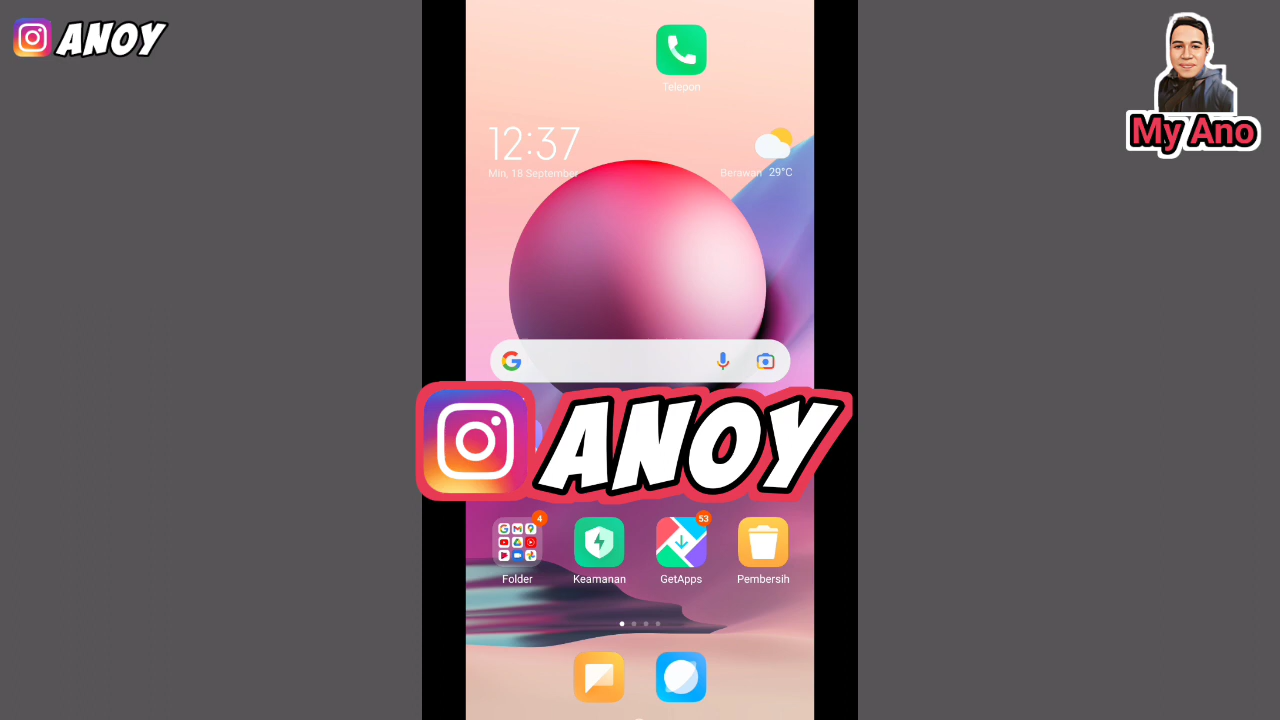 ANOY
My Ano
Telepon
12:37
Min, 18 September
Berawan 29°C
ANOY
4
53
Folder
Keamanan
GetApps
Pembersih